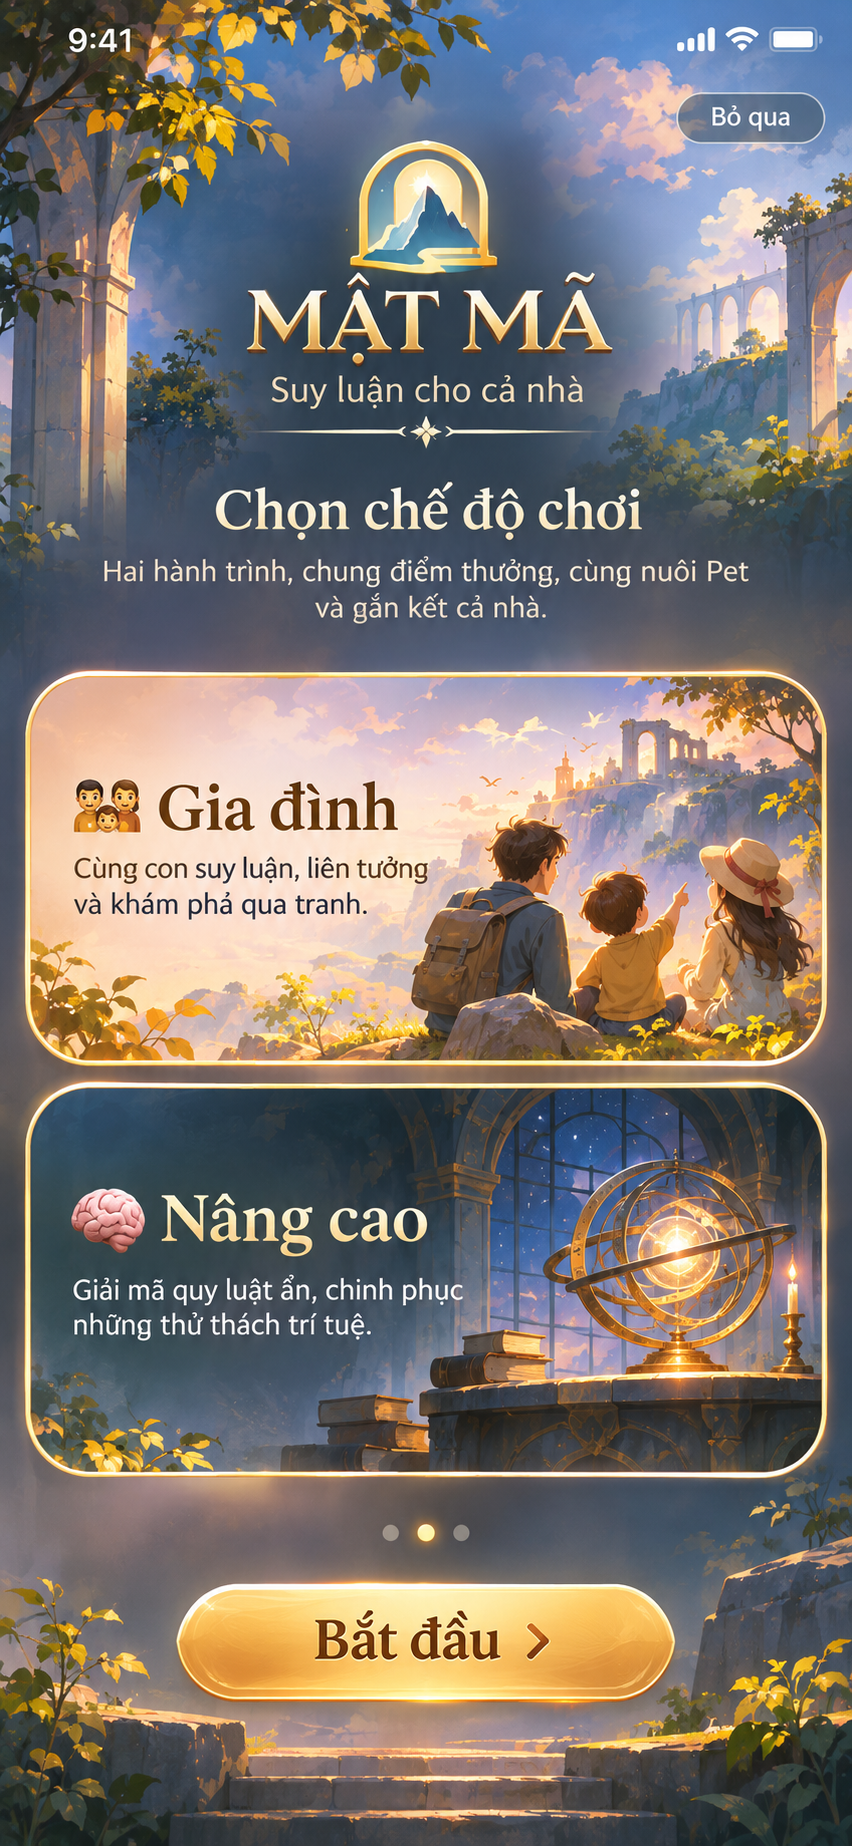 9:41
Bỏ qua
MẬT MÃ
Suy luận cho cả nhà
Chọn chế độ chơi
Hai hành trình, chung điểm thưởng, cùng nuôi Pet
và gắn kết cả nhà.
Gia đình
Cùng con suy luận, liên tưởng
và khám phá qua tranh.
Nâng cao
Giải mã quy luật ẩn, chinh phục
những thử thách trí tuệ.
Bắt đầu